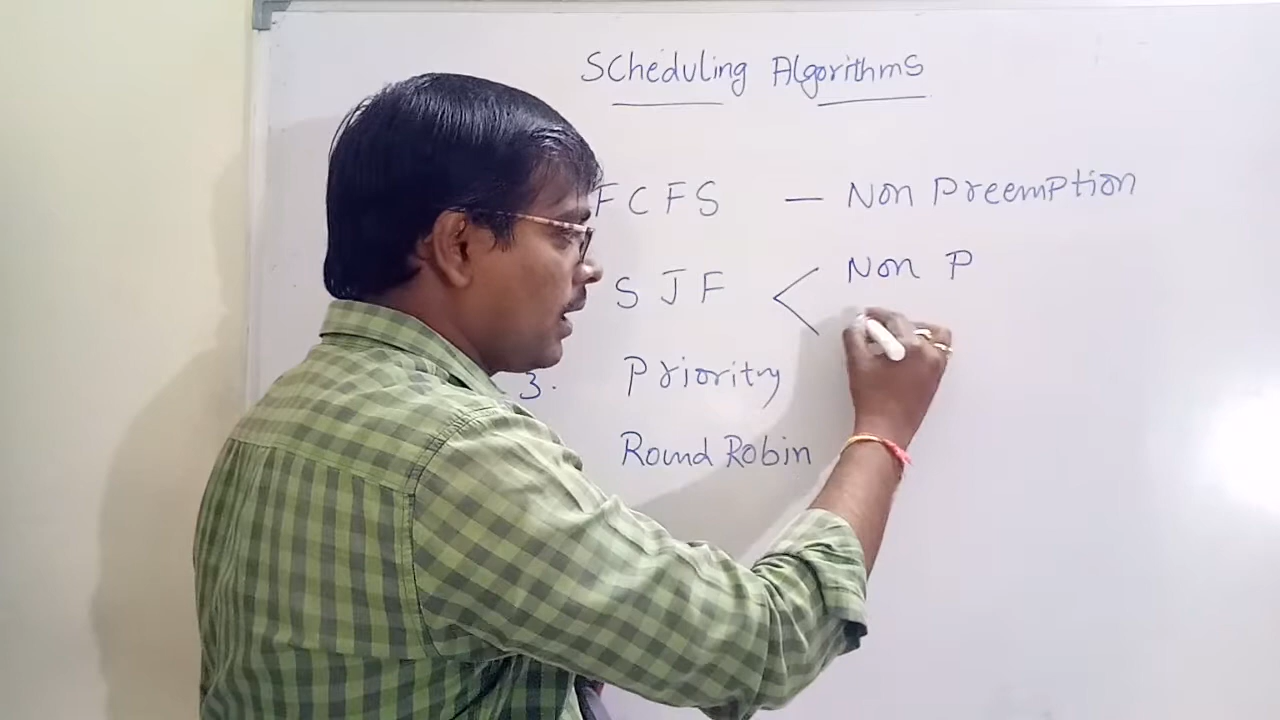 Scheduling Algorithms
FCFS — Non Preemption
SJF < Non P
3. Priority
Round Robin